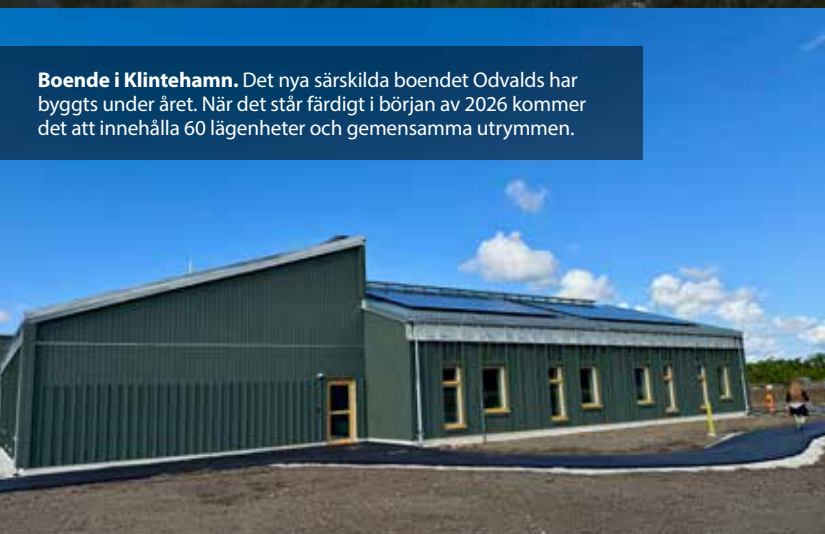 Boende i Klintehamn. Det nya särskilda boendet Odvalds har
byggts under året. När det står färdigt i början av 2026 kommer
det att innehålla 60 lägenheter och gemensamma utrymmen.